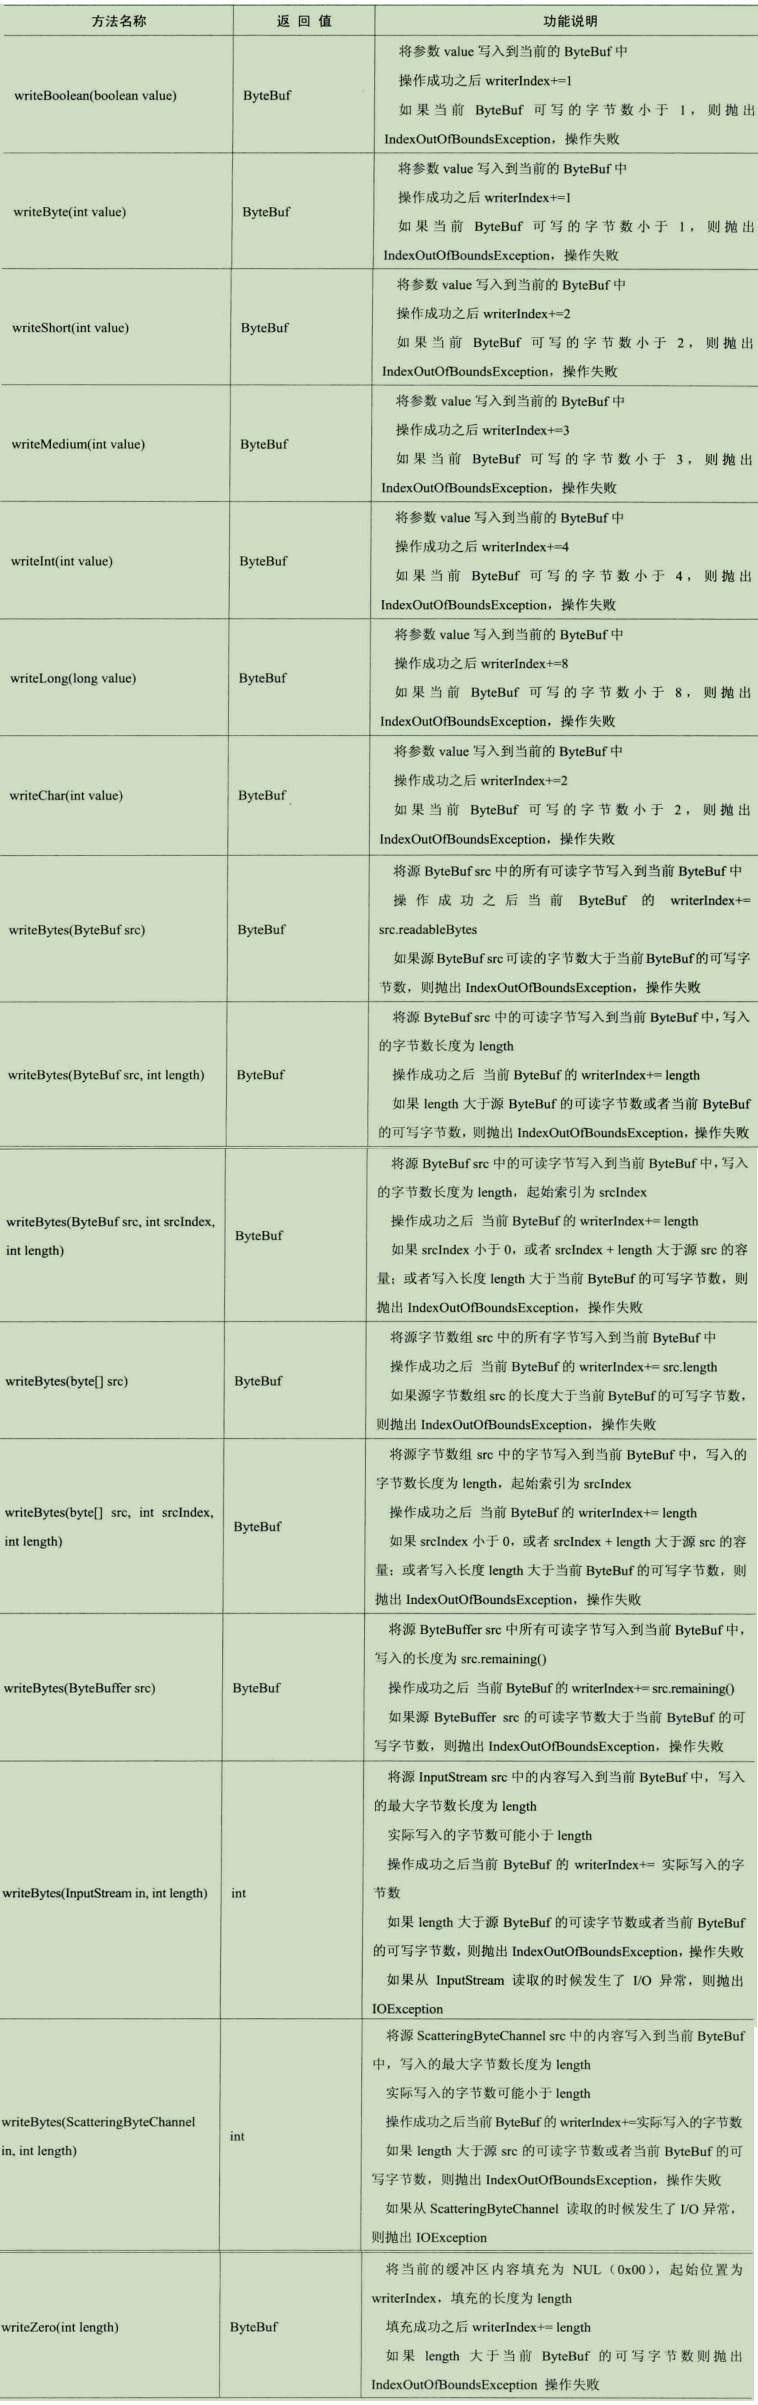 方法名称 返 回 值 功能说明
将参数 value 写入到当前的 ByteBuf 中
操作成功之后 writerIndex+=1
writeBoolean(boolean value) ByteBuf
如果当前 ByteBuf 可写的字节数小于 1，则抛出
IndexOutOfBoundsException，操作失败
将参数 value 写入到当前的 ByteBuf 中
操作成功之后 writerIndex+=1
writeByte(int value) ByteBuf
如果当前 ByteBuf 可写的字节数小于 1，则抛出
IndexOutOfBoundsException，操作失败
将参数 value 写入到当前的 ByteBuf 中
操作成功之后 writerIndex+=2
writeShort(int value) ByteBuf
如果当前 ByteBuf 可写的字节数小于 2，则抛出
IndexOutOfBoundsException，操作失败
将参数 value 写入到当前的 ByteBuf 中
操作成功之后 writerIndex+=3
writeMedium(int value) ByteBuf
如果当前 ByteBuf 可写的字节数小于 3，则抛出
IndexOutOfBoundsException，操作失败
将参数 value 写入到当前的 ByteBuf 中
操作成功之后 writerIndex+=4
writeInt(int value) ByteBuf
如果当前 ByteBuf 可写的字节数小于 4，则抛出
IndexOutOfBoundsException，操作失败
将参数 value 写入到当前的 ByteBuf 中
操作成功之后 writerIndex+=8
writeLong(long value) ByteBuf
如果当前 ByteBuf 可写的字节数小于 8，则抛出
IndexOutOfBoundsException，操作失败
将参数 value 写入到当前的 ByteBuf 中
操作成功之后 writerIndex+=2
writeChar(int value) ByteBuf
如果当前 ByteBuf 可写的字节数小于 2，则抛出
IndexOutOfBoundsException，操作失败
将源 ByteBuf src 中的所有可读字节写入到当前 ByteBuf 中
操作成功之后当前 ByteBuf 的 writerIndex+=
writeBytes(ByteBuf src) ByteBuf
src.readableBytes
如果源 ByteBuf src 可读的字节数大于当前 ByteBuf 的可写字
节数，则抛出 IndexOutOfBoundsException，操作失败
将源 ByteBuf src 中的可读字节写入到当前 ByteBuf 中，写入
的字节数长度为 length
writeBytes(ByteBuf src, int length) ByteBuf
操作成功之后 当前 ByteBuf 的 writerIndex+= length
如果 length 大于源 ByteBuf 的可读字节数或者当前 ByteBuf
的可写字节数，则抛出 IndexOutOfBoundsException，操作失败
将源 ByteBuf src 中的可读字节写入到当前 ByteBuf 中，写入
的字节数长度为 length，起始索引为 srcIndex
writeBytes(ByteBuf src, int srcIndex,
int length)
ByteBuf
操作成功之后 当前 ByteBuf 的 writerIndex+= length
如果 srcIndex 小于 0，或者 srcIndex + length 大于源 src 的容
量；或者写入长度 length 大于当前 ByteBuf 的可写字节数，则
抛出 IndexOutOfBoundsException，操作失败
将源字节数组 src 中的所有字节写入到当前 ByteBuf 中
操作成功之后 当前 ByteBuf 的 writerIndex+= src.length
writeBytes(byte[] src) ByteBuf
如果源字节数组 src 的长度大于当前 ByteBuf 的可写字节数，
则抛出 IndexOutOfBoundsException，操作失败
将源字节数组 src 中的字节写入到当前 ByteBuf 中，写入的
字节数长度为 length，起始索引为 srcIndex
writeBytes(byte[] src, int srcIndex,
int length)
ByteBuf
操作成功之后 当前 ByteBuf 的 writerIndex+= length
如果 srcIndex 小于 0，或者 srcIndex + length 大于源 src 的容
量；或者写入长度 length 大于当前 ByteBuf 的可写字节数，则
抛出 IndexOutOfBoundsException，操作失败
将源 ByteBuffer src 中所有可读字节写入到当前 ByteBuf 中，
写入的长度为 src.remaining()
writeBytes(ByteBuffer src) ByteBuf
操作成功之后 当前 ByteBuf 的 writerIndex+= src.remaining()
如果源 ByteBuffer src 的可读字节数大于当前 ByteBuf 的可
写字节数，则抛出 IndexOutOfBoundsException，操作失败
将源 InputStream src 中的内容写入到当前 ByteBuf 中，写入
的最大字节数长度为 length
实际写入的字节数可能小于 length
操作成功之后当前 ByteBuf 的 writerIndex+= 实际写入的字
节数
writeBytes(InputStream in, int length) int
如果 length 大于源 ByteBuf 的可读字节数或者当前 ByteBuf
的可写字节数，则抛出 IndexOutOfBoundsException，操作失败
如果从 InputStream 读取的时候发生了 I/O 异常，则抛出
IOException
将源 ScatteringByteChannel src 中的内容写入到当前 ByteBuf
中，写入的最大字节数长度为 length
实际写入的字节数可能小于 length
writeBytes(ScatteringByteChannel
in, int length)
int
操作成功之后当前 ByteBuf 的 writerIndex+=实际写入的字节数
如果 length 大于源 src 的可读字节数或者当前 ByteBuf 的可
写字节数，则抛出 IndexOutOfBoundsException，操作失败
如果从 ScatteringByteChannel 读取的时候发生了 I/O 异常，
则抛出 IOException
将当前的缓冲区内容填充为 NUL（0x00），起始位置为
writerIndex，填充的长度为 length
writeZero(int length) ByteBuf
填充成功之后 writerIndex+= length
如果 length 大于当前 ByteBuf 的可写字节数则抛出
IndexOutOfBoundsException 操作失败